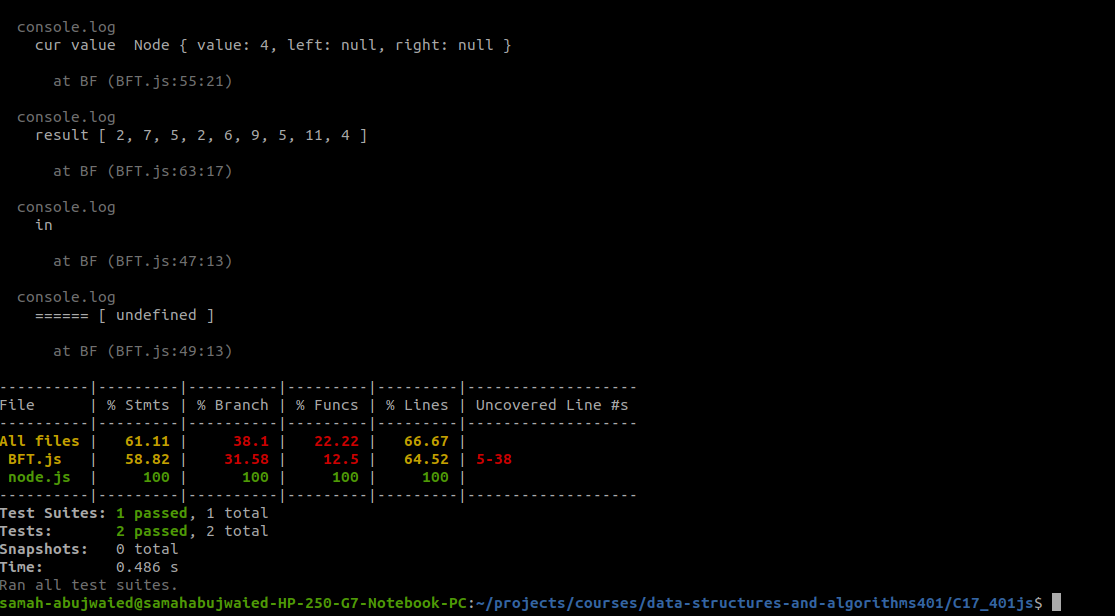 console.log
cur value  Node { value: 4, left: null, right: null }
at BF (BFT.js:55:21)
console.log
result [ 2, 7, 5, 2, 6, 9, 5, 11, 4 ]
at BF (BFT.js:63:17)
console.log
in
at BF (BFT.js:47:13)
console.log
====== [ undefined ]
at BF (BFT.js:49:13)
----------|---------|----------|---------|---------|-------------------
File      | % Stmts | % Branch | % Funcs | % Lines | Uncovered Line #s
----------|---------|----------|---------|---------|-------------------
All files |   61.11 |     38.1 |   22.22 |   66.67 |
 BFT.js   |   58.82 |    31.58 |    12.5 |   64.52 | 5-38
 node.js  |     100 |      100 |     100 |     100 |
----------|---------|----------|---------|---------|-------------------
Test Suites: 1 passed, 1 total
Tests:       2 passed, 2 total
Snapshots:   0 total
Time:        0.486 s
Ran all test suites.
samah-abujwaied@samahabujwaied-HP-250-G7-Notebook-PC:~/projects/courses/data-structures-and-algorithms401/C17_401js$